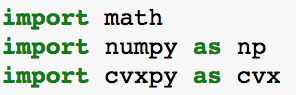 import math
import numpy as np
import cvxpy as cvx